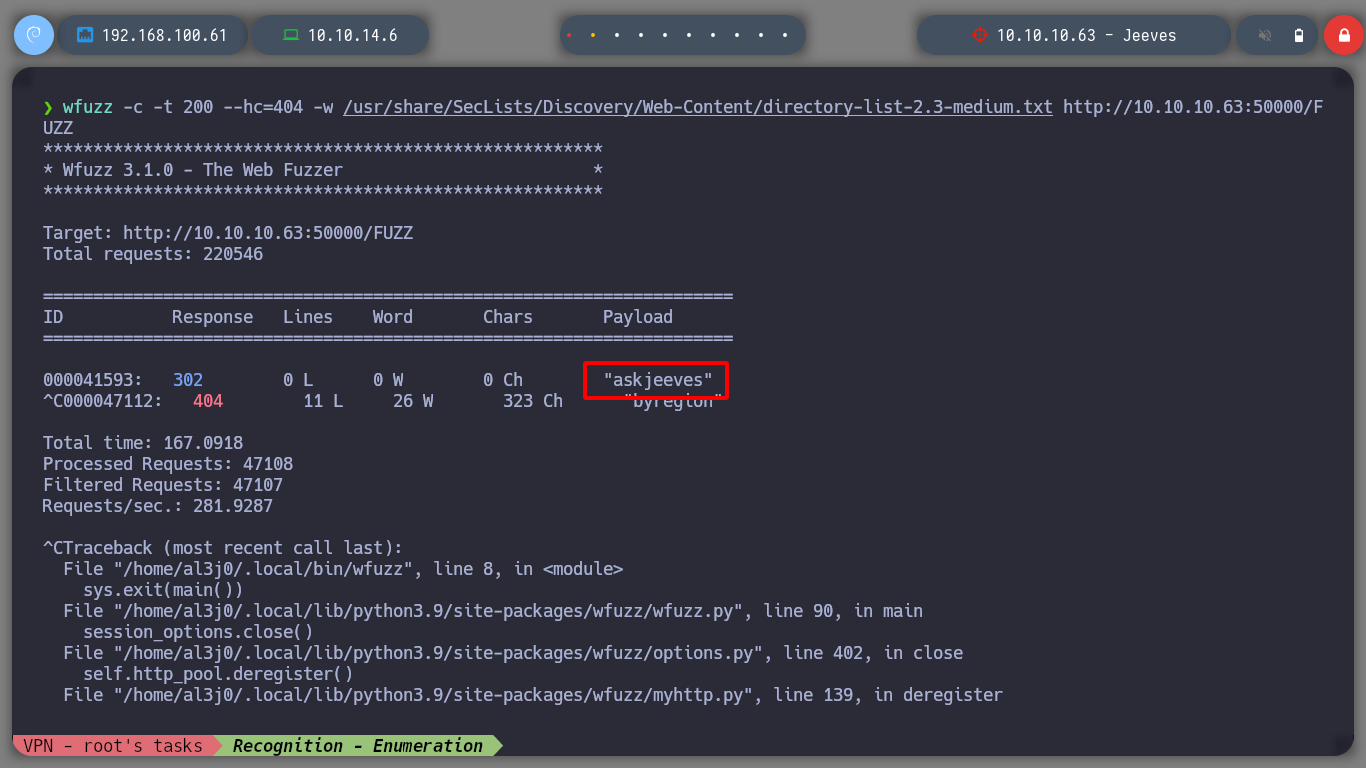 192.168.100.61
10.10.14.6
10.10.10.63 - Jeeves
❯ wfuzz -c -t 200 --hc=404 -w /usr/share/SecLists/Discovery/Web-Content/directory-list-2.3-medium.txt http://10.10.10.63:50000/F
UZZ
********************************************************
* Wfuzz 3.1.0 - The Web Fuzzer                         *
********************************************************
Target: http://10.10.10.63:50000/FUZZ
Total requests: 220546
=====================================================================
ID           Response   Lines    Word       Chars       Payload
=====================================================================
000041593:   302        0 L      0 W        0 Ch        "askjeeves"
^C000047112:   404        11 L     26 W       323 Ch      "byregion"
Total time: 167.0918
Processed Requests: 47108
Filtered Requests: 47107
Requests/sec.: 281.9287
^CTraceback (most recent call last):
  File "/home/al3j0/.local/bin/wfuzz", line 8, in <module>
    sys.exit(main())
  File "/home/al3j0/.local/lib/python3.9/site-packages/wfuzz/wfuzz.py", line 90, in main
    session_options.close()
  File "/home/al3j0/.local/lib/python3.9/site-packages/wfuzz/options.py", line 402, in close
    self.http_pool.deregister()
  File "/home/al3j0/.local/lib/python3.9/site-packages/wfuzz/myhttp.py", line 139, in deregister
VPN - root's tasks
Recognition - Enumeration